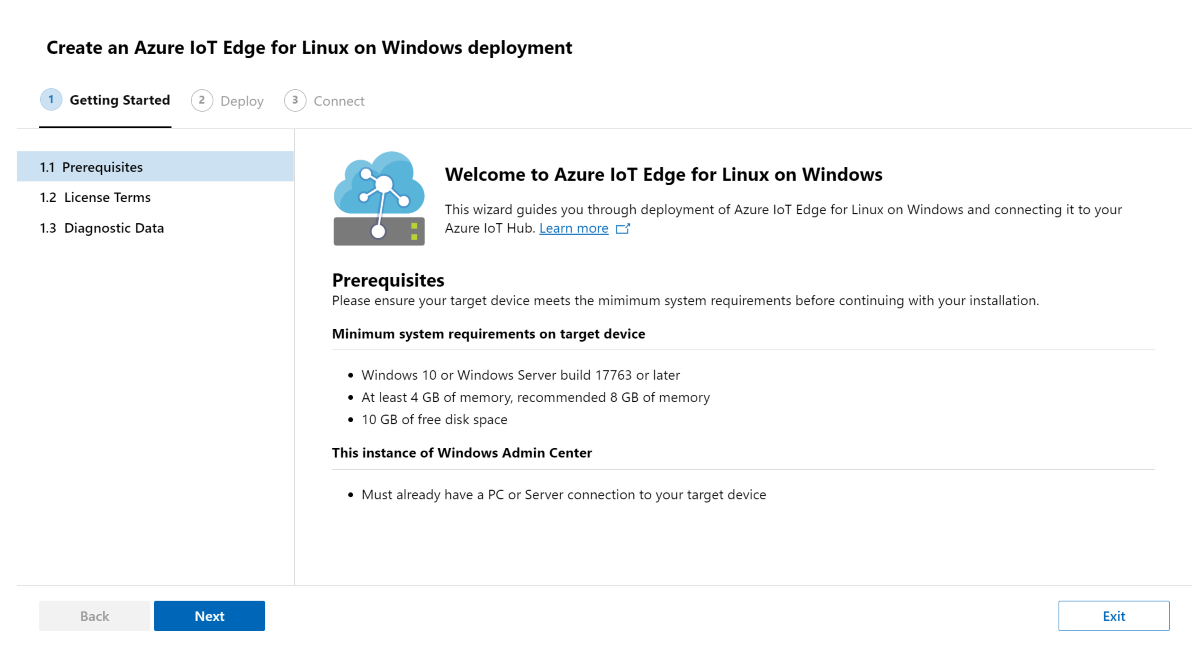 Create an Azure IoT Edge for Linux on Windows deployment
1 Getting Started 2 Deploy 3 Connect
1.1 Prerequisites
1.2 License Terms
1.3 Diagnostic Data
Welcome to Azure IoT Edge for Linux on Windows
This wizard guides you through deployment of Azure IoT Edge for Linux on Windows and connecting it to your
Azure IoT Hub. Learn more
Prerequisites
Please ensure your target device meets the mimimum system requirements before continuing with your installation.
Minimum system requirements on target device
• Windows 10 or Windows Server build 17763 or later
• At least 4 GB of memory, recommended 8 GB of memory
• 10 GB of free disk space
This instance of Windows Admin Center
• Must already have a PC or Server connection to your target device
Back Next Exit